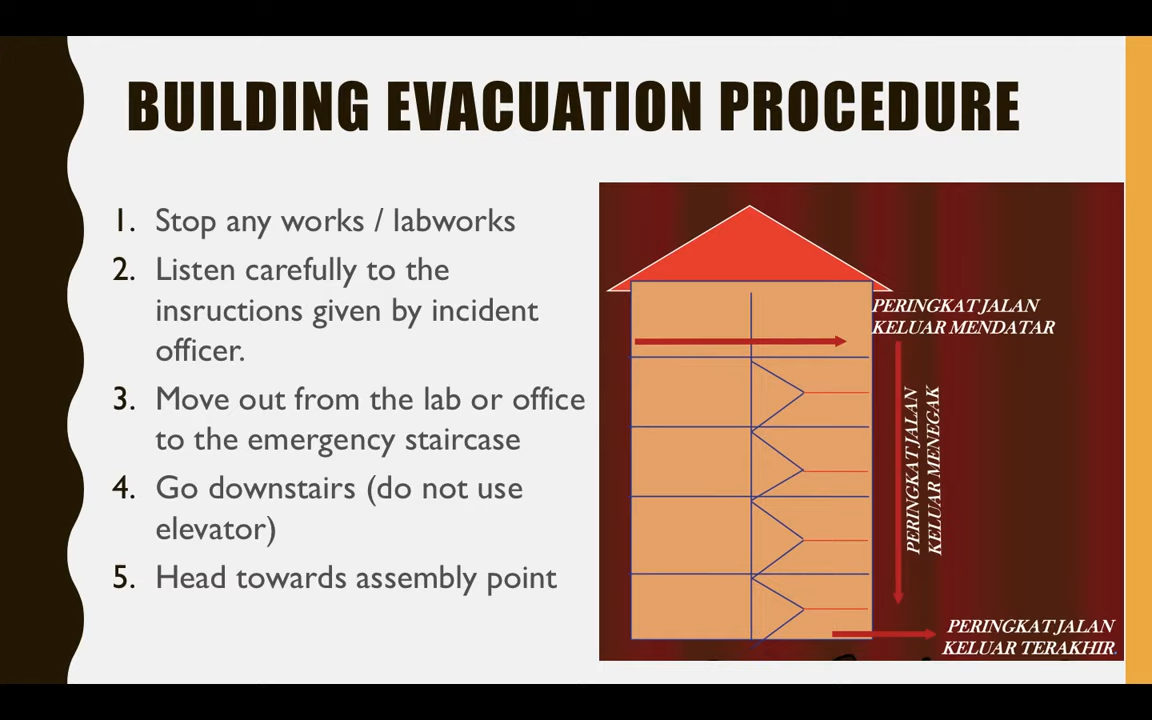 BUILDING EVACUATION PROCEDURE
1. Stop any works / labworks
2. Listen carefully to the
insructions given by incident
officer.
3. Move out from the lab or office
to the emergency staircase
4. Go downstairs (do not use
elevator)
5. Head towards assembly point
PERINGKAT JALAN
KELUAR MENDATAR
PERINGKAT JALAN
KELUAR MENEGAK
PERINGKAT JALAN
KELUAR TERAKHIR.